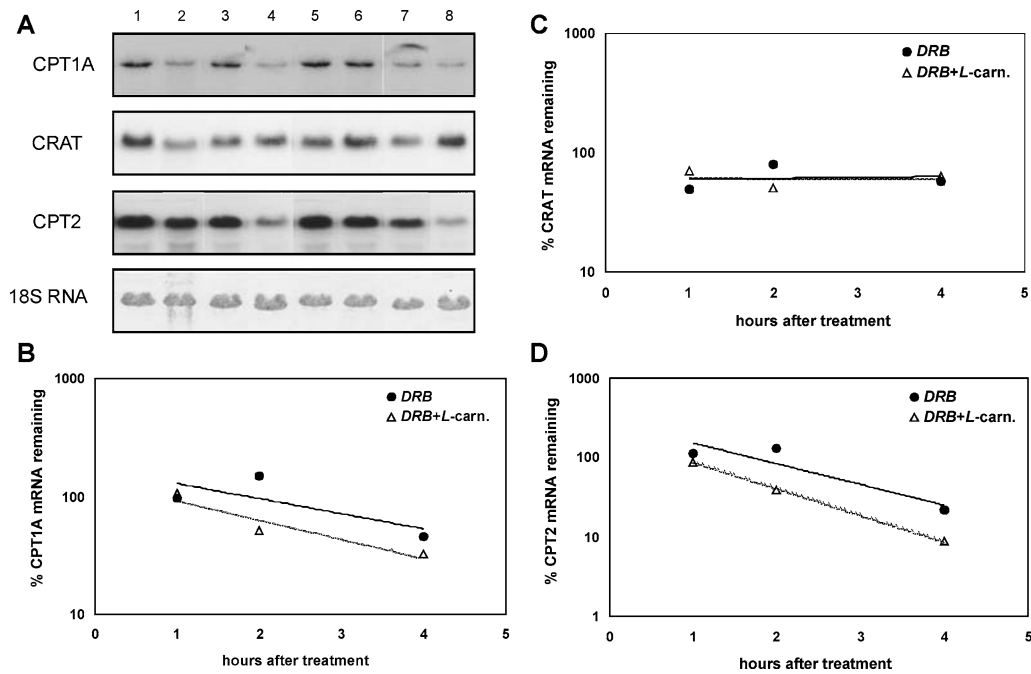 A
1 2 3 4 5 6 7 8
CPT1A
CRAT
CPT2
18S RNA
B
1000
100
10
% CPT1A mRNA remaining
DRB
DRB+L-carn.
0 1 2 3 4 5
hours after treatment
C
1000
100
10
% CRAT mRNA remaining
DRB
DRB+L-carn.
0 1 2 3 4 5
hours after treatment
D
1000
100
10
1
% CPT2 mRNA remaining
DRB
DRB+L-carn.
0 1 2 3 4 5
hours after treatment